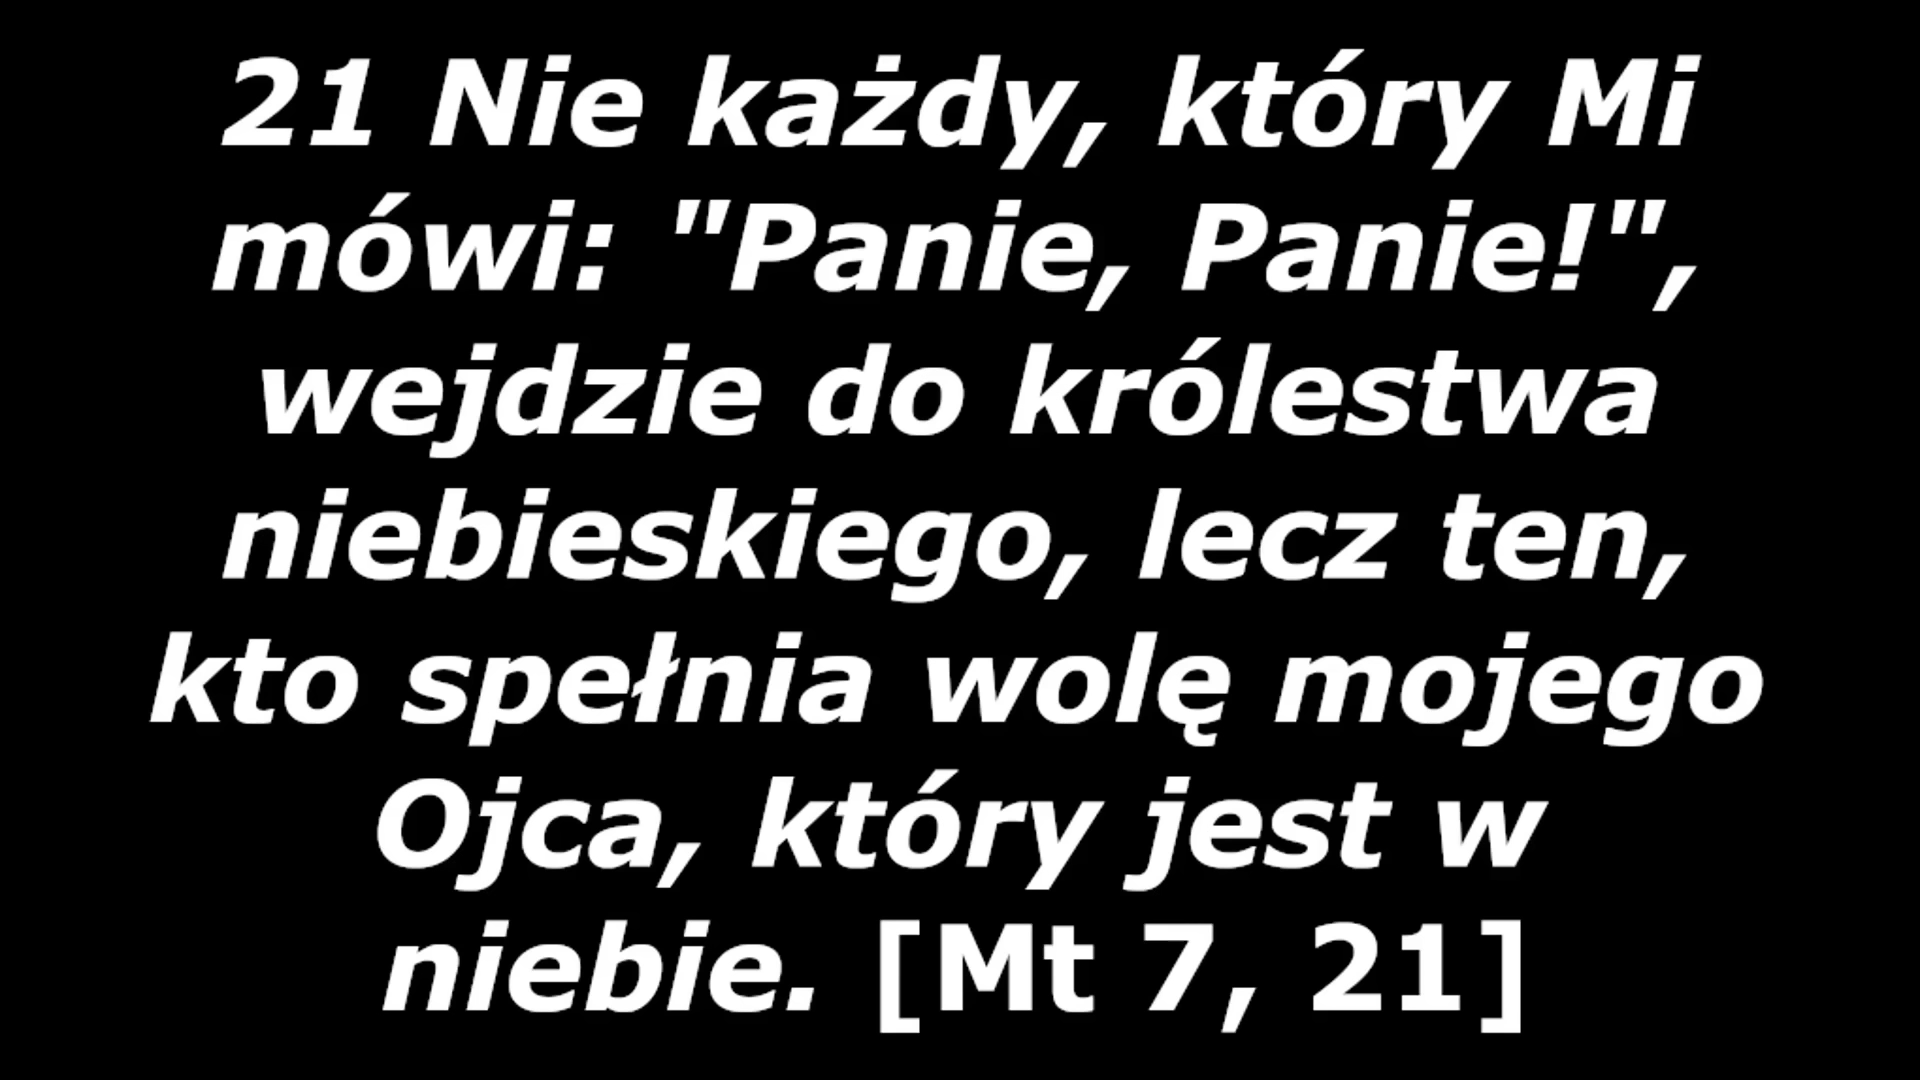 21 Nie każdy, który Mi
mówi: "Panie, Panie!",
wejdzie do królestwa
niebieskiego, lecz ten,
kto spełnia wolę mojego
Ojca, który jest w
niebie. [Mt 7, 21]